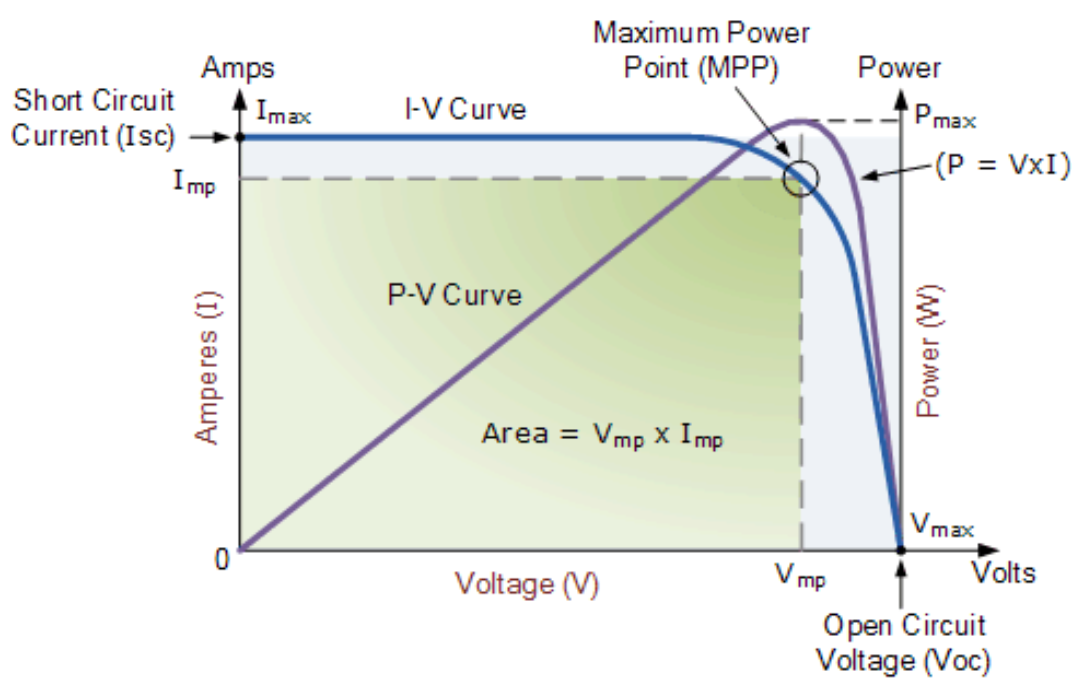 Maximum Power
Point (MPP)
Amps
Power
Short Circuit
Current (Isc)
Imax
I-V Curve
Pmax
(P = VxI)
Imp
P-V Curve
Amperes (I)
Power (W)
Area = Vmp x Imp
Vmax
0
Voltage (V)
Vmp
Volts
Open Circuit
Voltage (Voc)